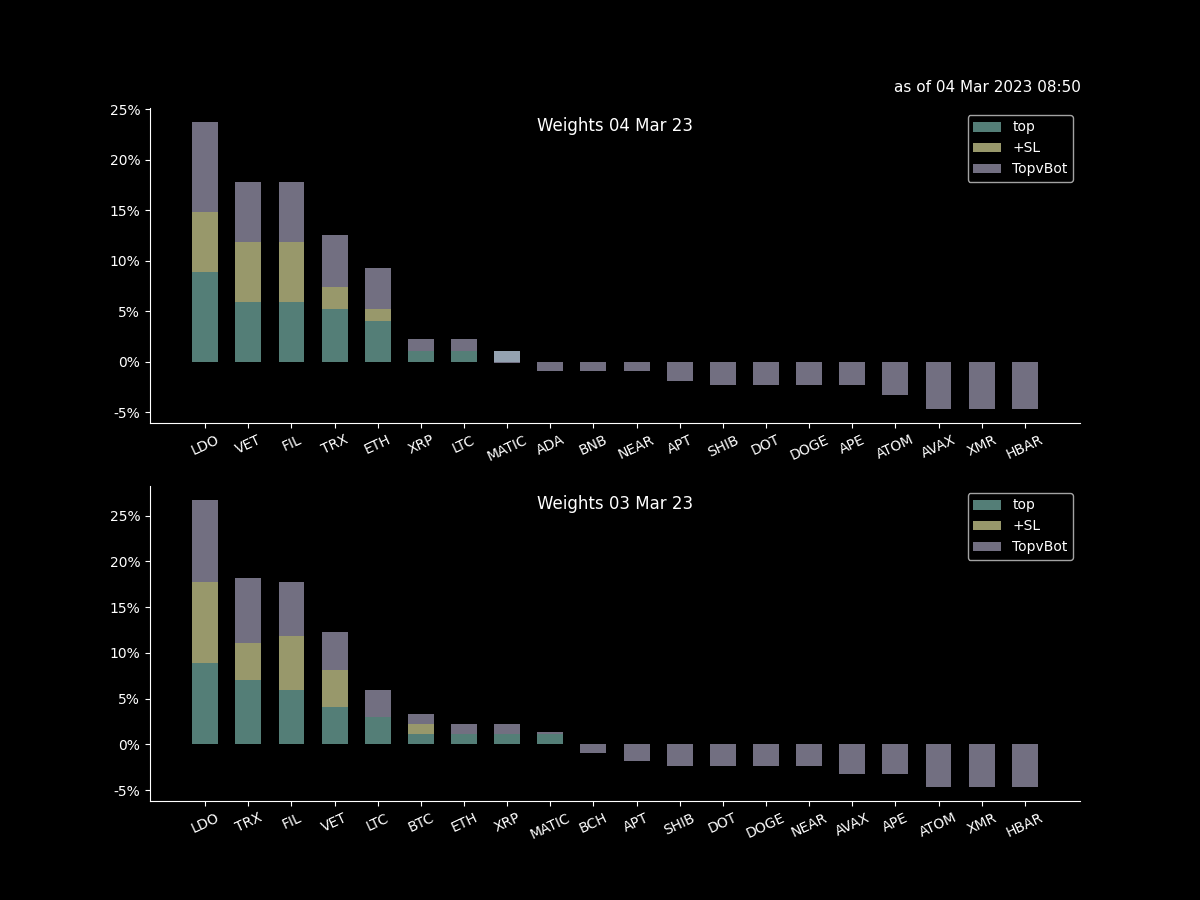 as of 04 Mar 2023 08:50
Weights 04 Mar 23
top
+SL
TopvBot
25%
20%
15%
10%
5%
0%
-5%
LDO VET FIL TRX ETH XRP LTC MATIC ADA BNB NEAR APT SHIB DOT DOGE APE ATOM AVAX XMR HBAR
Weights 03 Mar 23
top
+SL
TopvBot
25%
20%
15%
10%
5%
0%
-5%
LDO TRX FIL VET LTC BTC ETH XRP MATIC BCH APT SHIB DOT DOGE NEAR AVAX APE ATOM XMR HBAR